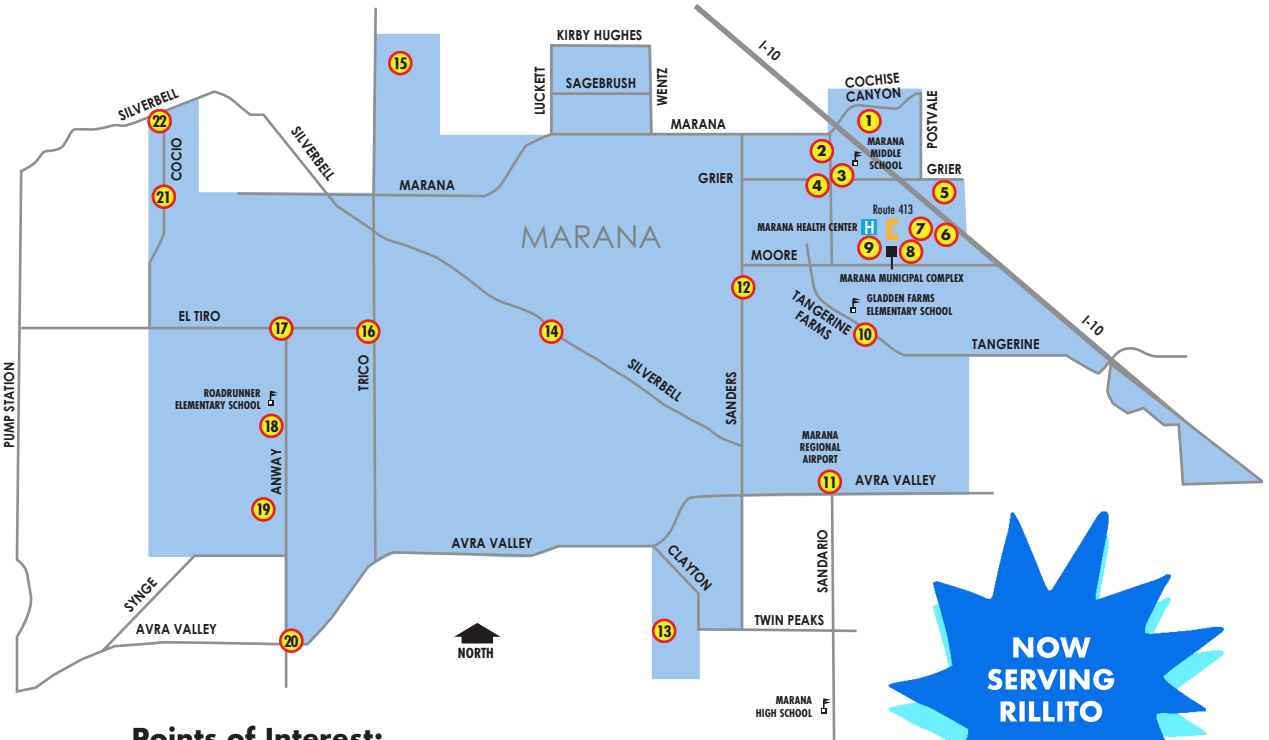 I-10
KIRBY HUGHES
15
COCHISE
CANYON
SAGEBRUSH
LUCKETT
WENTZ
SILVERBELL
22
POSTVALE
1
MARANA
SILVERBELL
COCIO
2
MARANA
MIDDLE
SCHOOL
GRIER
3
GRIER
4
MARANA
5
21
Route 413
MARANA
MARANA HEALTH CENTER
H
7
6
9
8
MOORE
MARANA MUNICIPAL COMPLEX
12
TANGERINE
FARMS
GLADDEN FARMS
ELEMENTARY SCHOOL
EL TIRO
17
16
14
10
I-10
TANGERINE
PUMP STATION
TRICO
SILVERBELL
SANDERS
ROADRUNNER
ELEMENTARY SCHOOL
18
MARANA
REGIONAL
AIRPORT
ANWAY
11
AVRA VALLEY
19
AVRA VALLEY
CLAYTON
SANDARIO
SYNGE
AVRA VALLEY
20
NORTH
13
TWIN PEAKS
NOW
SERVING
RILLITO
MARANA
HIGH SCHOOL
Points of Interest: